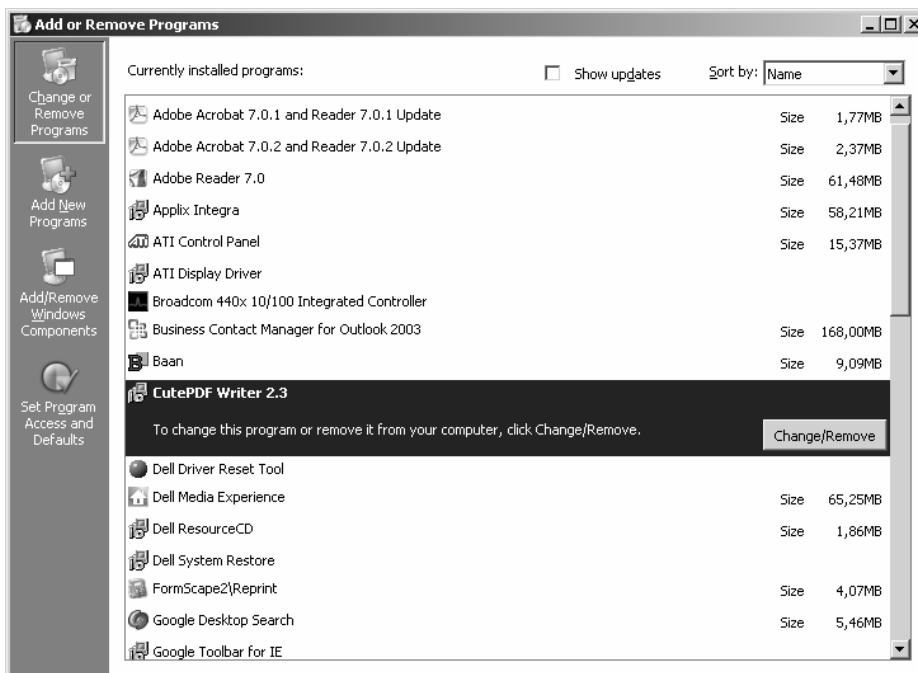 Add or Remove Programs
Change or
Remove
Programs
Add New
Programs
Add/Remove
Windows
Components
Set Program
Access and
Defaults
Currently installed programs:
Show updates
Sort by: Name
Adobe Acrobat 7.0.1 and Reader 7.0.1 Update Size 1,77MB
Adobe Acrobat 7.0.2 and Reader 7.0.2 Update Size 2,37MB
Adobe Reader 7.0 Size 61,48MB
Applix Integra Size 58,21MB
ATI Control Panel Size 15,37MB
ATI Display Driver
Broadcom 440x 10/100 Integrated Controller
Business Contact Manager for Outlook 2003 Size 168,00MB
Baan Size 9,09MB
CutePDF Writer 2.3
To change this program or remove it from your computer, click Change/Remove. Change/Remove
Dell Driver Reset Tool
Dell Media Experience Size 65,25MB
Dell ResourceCD Size 1,86MB
Dell System Restore
FormScape2\Reprint Size 4,07MB
Google Desktop Search Size 5,46MB
Google Toolbar for IE